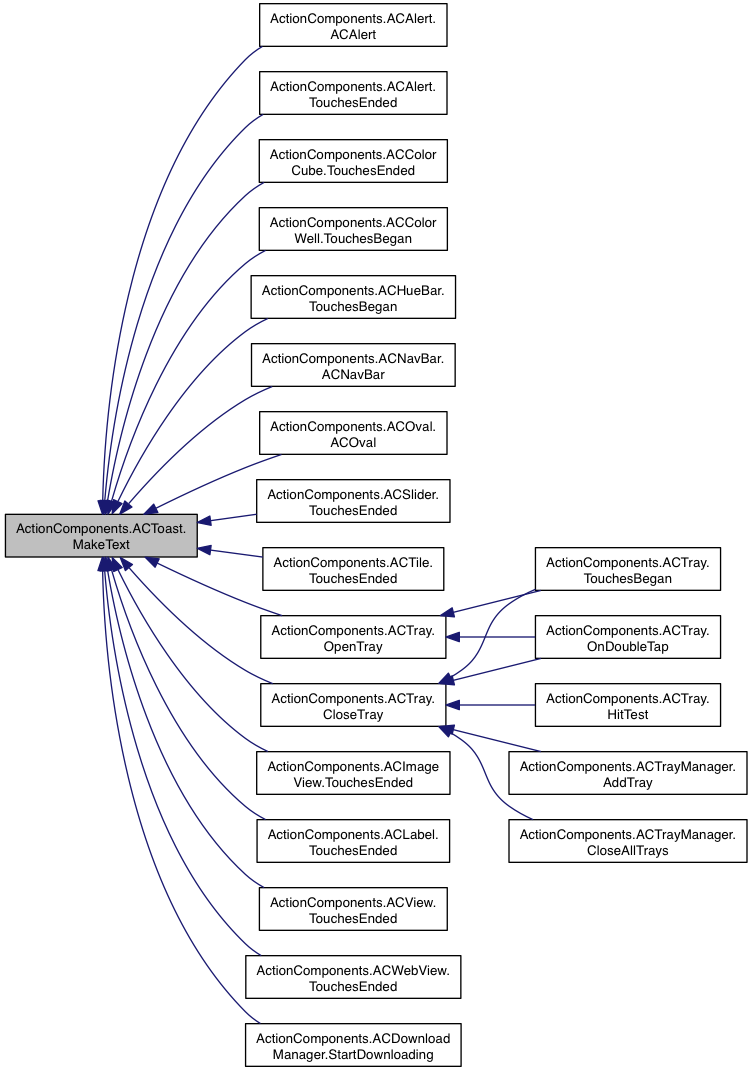 ActionComponents.ACToast.
MakeText
ActionComponents.ACAlert.
ACAlert
ActionComponents.ACAlert.
TouchesEnded
ActionComponents.ACColor
Cube.TouchesEnded
ActionComponents.ACColor
Well.TouchesBegan
ActionComponents.ACHueBar.
TouchesBegan
ActionComponents.ACNavBar.
ACNavBar
ActionComponents.ACOval.
ACOval
ActionComponents.ACSlider.
TouchesEnded
ActionComponents.ACTile.
TouchesEnded
ActionComponents.ACTray.
OpenTray
ActionComponents.ACTray.
CloseTray
ActionComponents.ACImage
View.TouchesEnded
ActionComponents.ACLabel.
TouchesEnded
ActionComponents.ACView.
TouchesEnded
ActionComponents.ACWebView.
TouchesEnded
ActionComponents.ACDownload
Manager.StartDownloading
ActionComponents.ACTray.
TouchesBegan
ActionComponents.ACTray.
OnDoubleTap
ActionComponents.ACTray.
HitTest
ActionComponents.ACTrayManager.
AddTray
ActionComponents.ACTrayManager.
CloseAllTrays